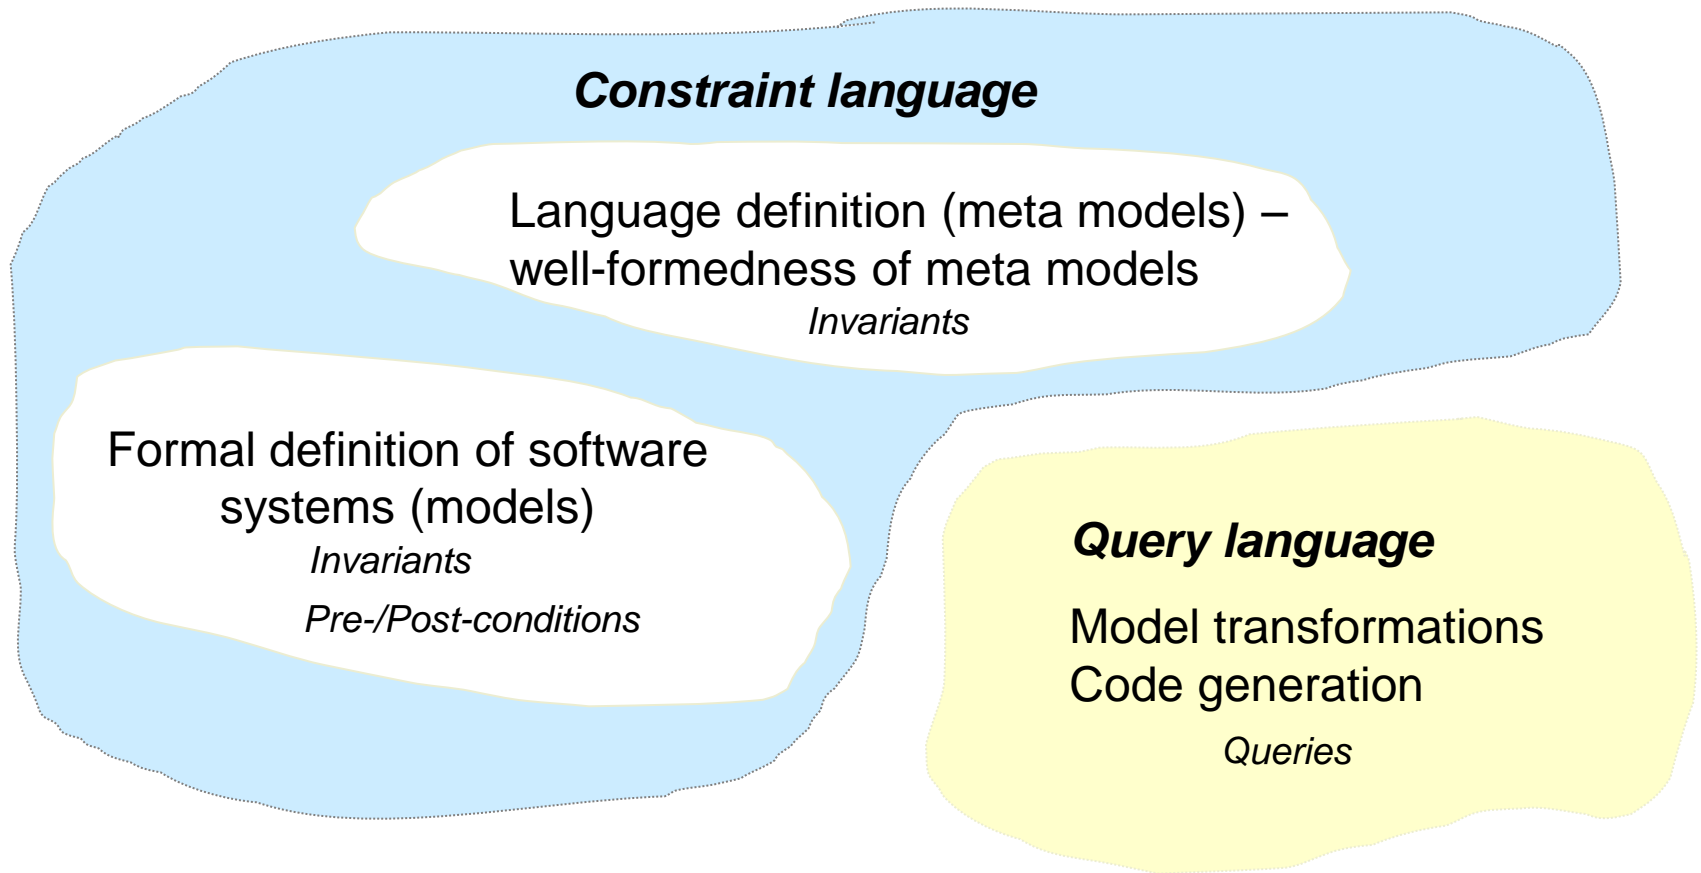 Constraint language
Language definition (meta models) –
well-formedness of meta models
Invariants
Formal definition of software
systems (models)
Invariants
Pre-/Post-conditions
Query language
Model transformations
Code generation
Queries